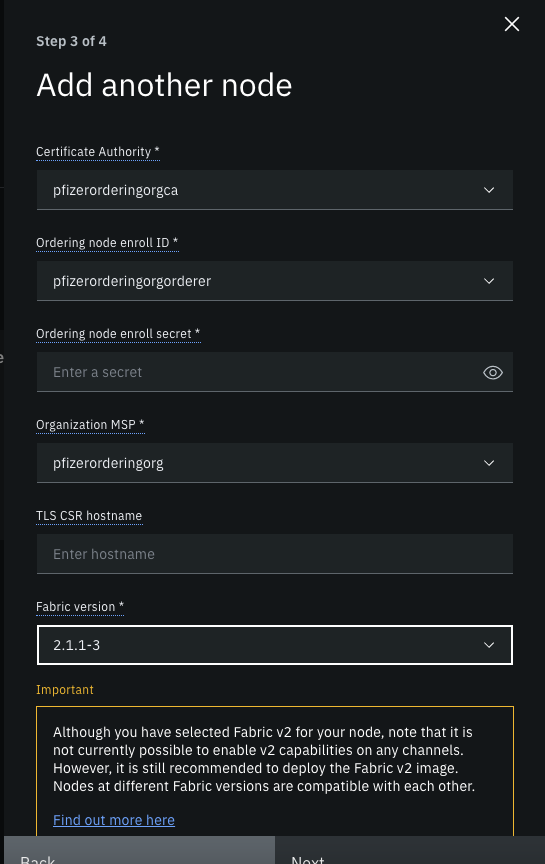 Step 3 of 4
Add another node
Certificate Authority *
pfizerorderingorgca
Ordering node enroll ID *
pfizerorderingorgorderer
Ordering node enroll secret *
Enter a secret
Organization MSP *
pfizerorderingorg
TLS CSR hostname
Enter hostname
Fabric version *
2.1.1-3
Important
Although you have selected Fabric v2 for your node, note that it is
not currently possible to enable v2 capabilities on any channels.
However, it is still recommended to deploy the Fabric v2 image.
Nodes at different Fabric versions are compatible with each other.
Find out more here
Back
Next